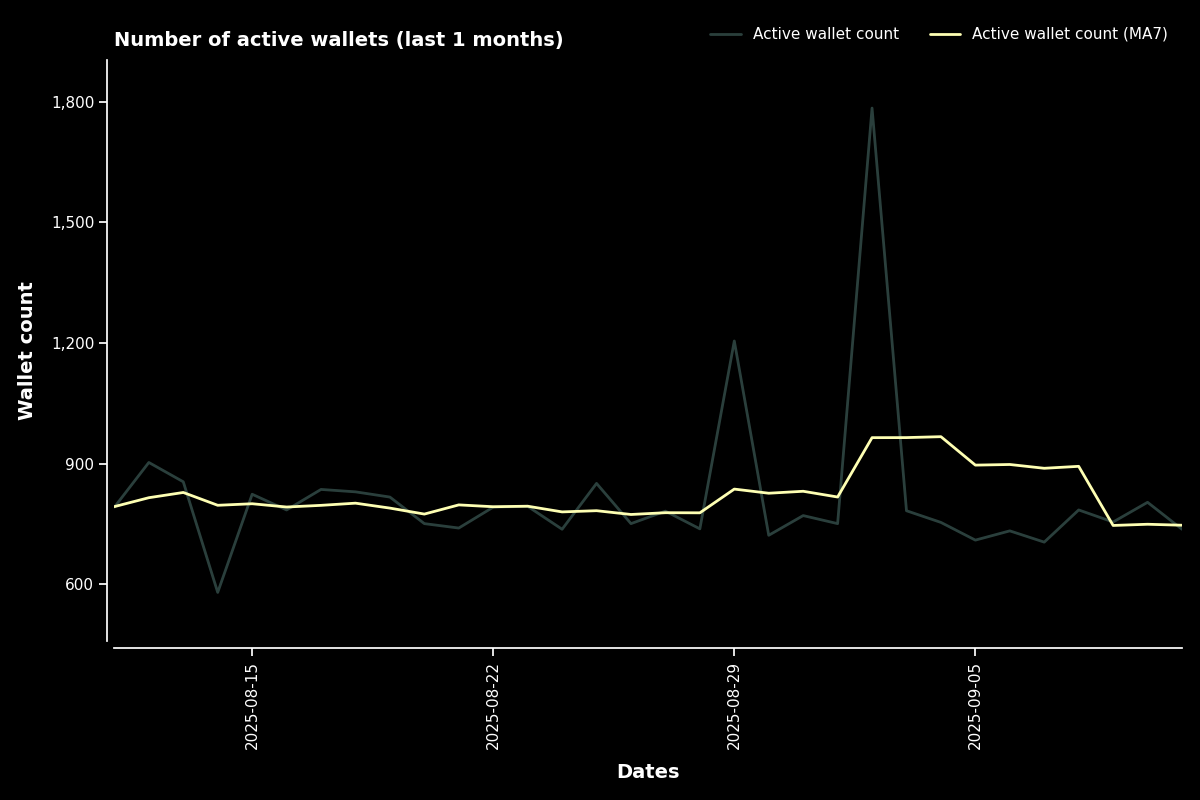 Number of active wallets (last 1 months)
Active wallet count
Active wallet count (MA7)
Wallet count
1,800
1,500
1,200
900
600
2025-08-15
2025-08-22
2025-08-29
2025-09-05
Dates